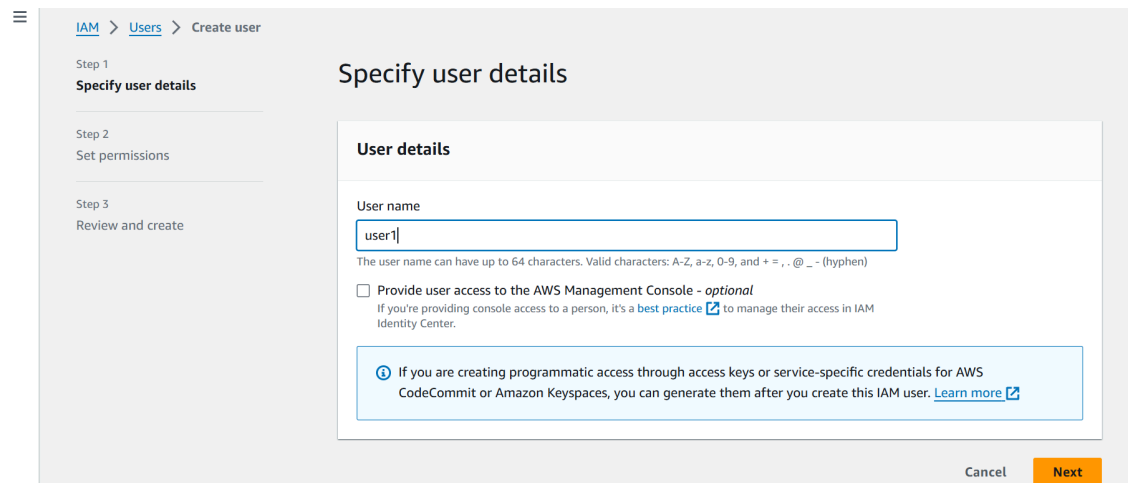 IAM > Users > Create user
Step 1
Specify user details
Step 2
Set permissions
Step 3
Review and create
Specify user details
User details
User name
user1
The user name can have up to 64 characters. Valid characters: A-Z, a-z, 0-9, and + = , . @ _ - (hyphen)
Provide user access to the AWS Management Console - optional
If you're providing console access to a person, it's a best practice to manage their access in IAM
Identity Center.
If you are creating programmatic access through access keys or service-specific credentials for AWS
CodeCommit or Amazon Keyspaces, you can generate them after you create this IAM user. Learn more
Cancel
Next